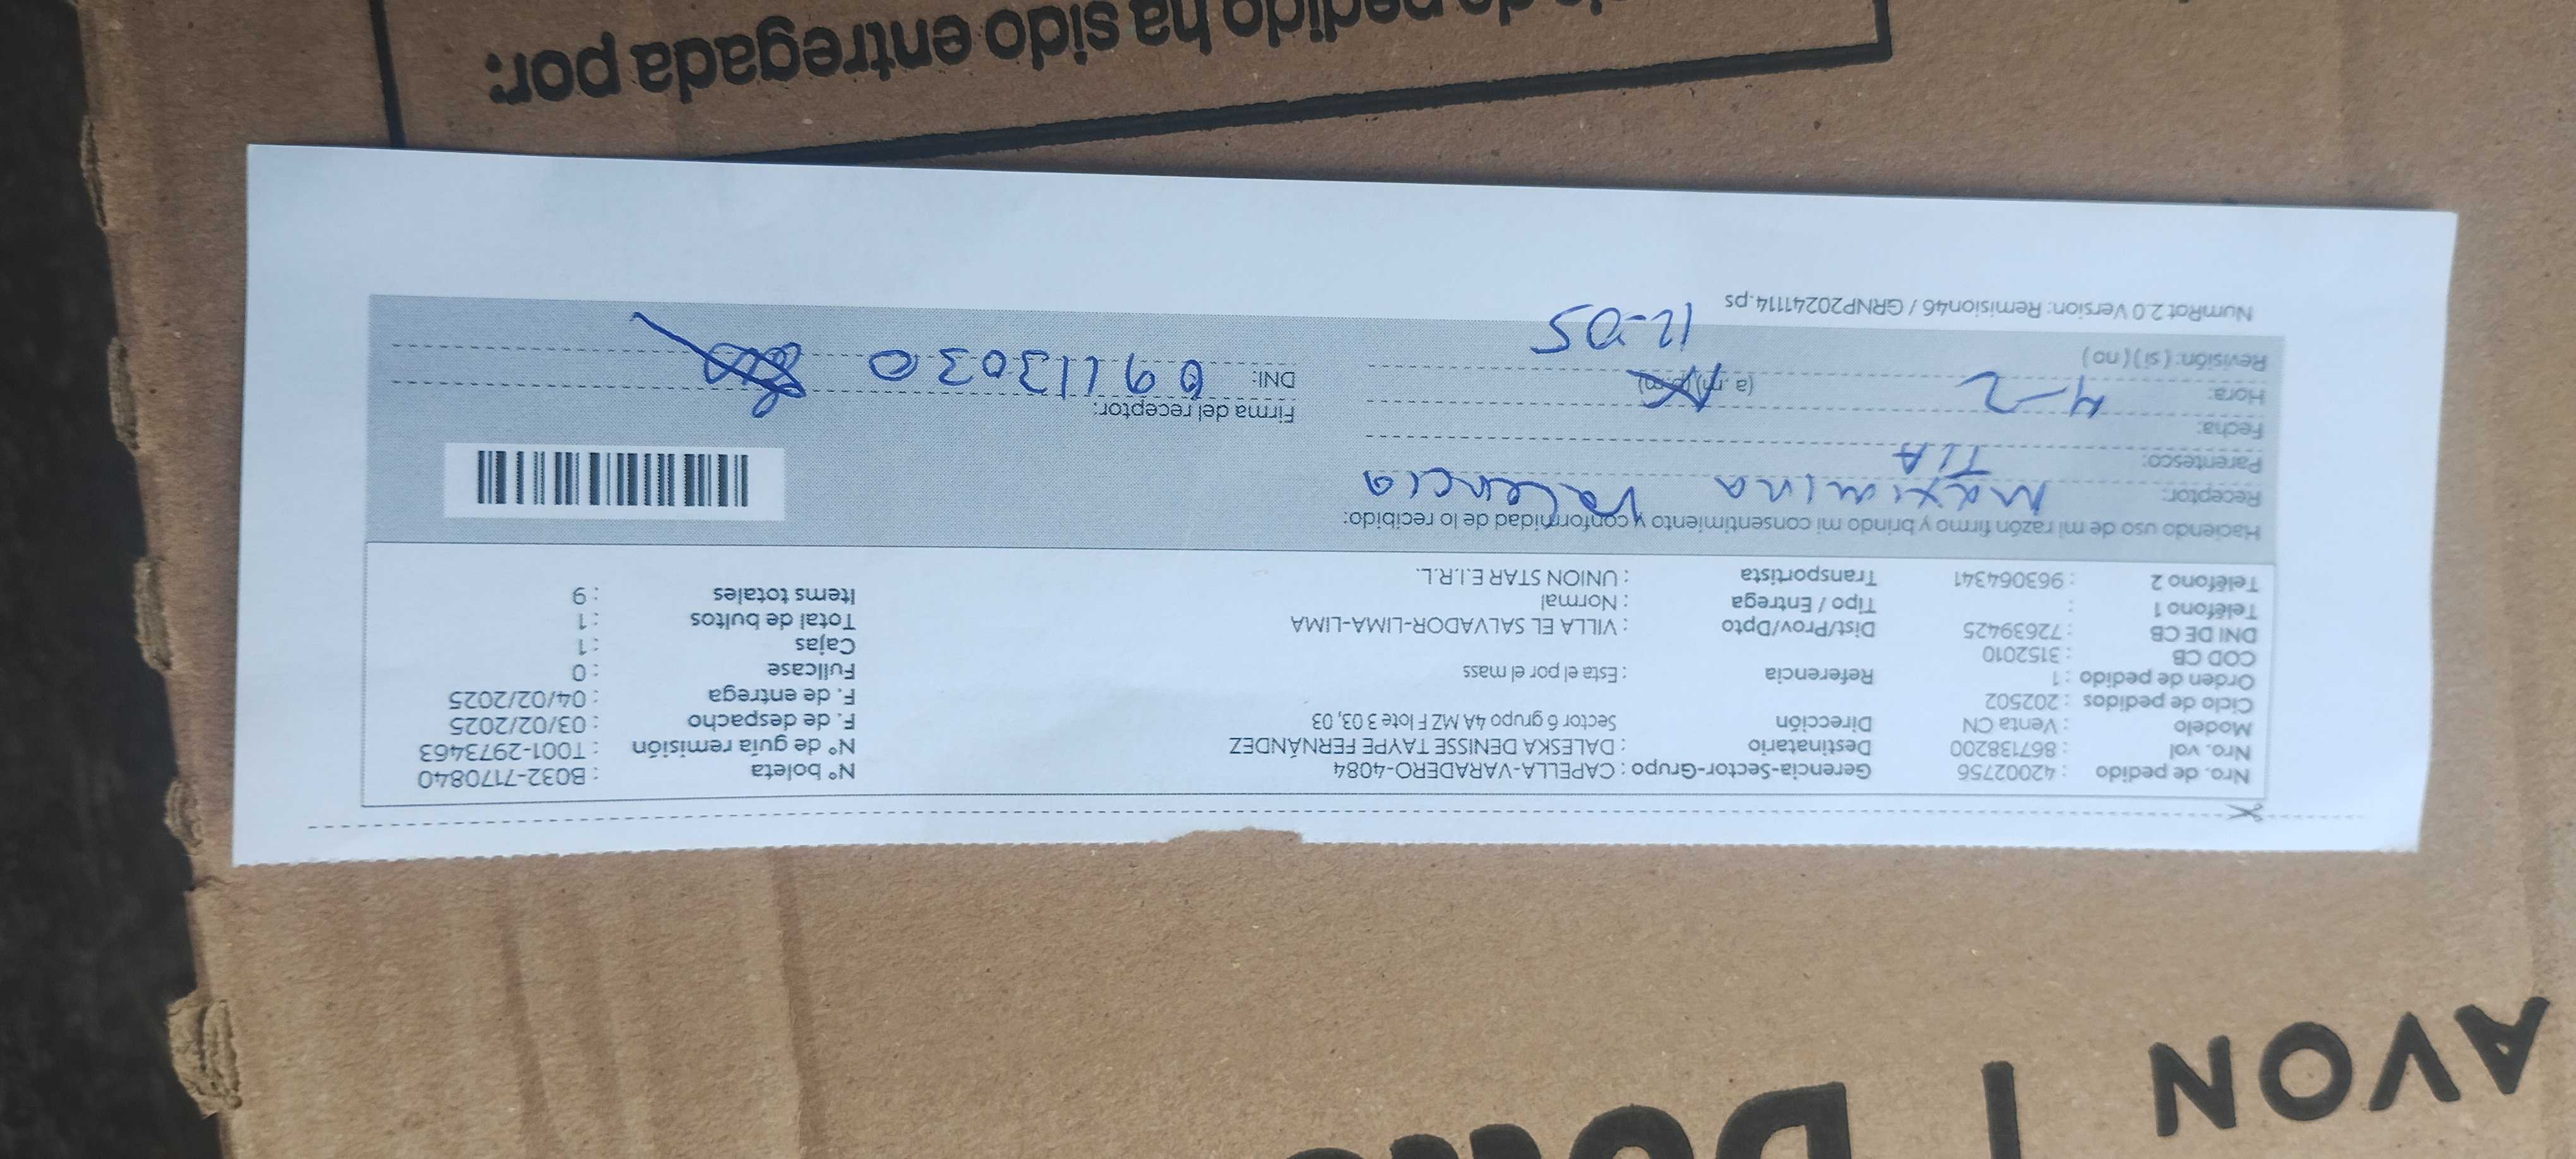 AVON |
Nro. de pedido : 42002756 Gerencia-Sector-Grupo : CAPELLA-VARADERO-4084 N° boleta : B032-7170840
Nro. vol : 867138200 Destinatario : DALESKA DENISSE TAYPE FERNÁNDEZ N° de guía remisión : T001-2973463
Modelo : Venta CN Dirección Sector 6 grupo 4A MZ F lote 3 03, 03 F. de despacho : 03/02/2025
Ciclo de pedidos : 202502 F. de entrega : 04/02/2025
Orden de pedido : 1 Referencia : Esta el por el mass Fullcase : 0
COD CB : 3152010 Cajas : 1
DNI DE CB : 72639425 Dist/Prov/Dpto : VILLA EL SALVADOR-LIMA-LIMA Total de bultos : 1
Teléfono 1 : Tipo / Entrega : Normal Items totales : 9
Teléfono 2 : 963064341 Transportista : UNION STAR E.I.R.L.
Haciendo uso de mi razón firmo y brindo mi consentimiento y conformidad de lo recibido:
Receptor: Maximina Valencia
Parentesco: TIA
Fecha: 4-2 Firma del receptor:
Hora: (a.m)(p.m) 12-05 DNI: 09113030
Revisión: (si) (no)
NumRot 2.0 Version: Remision46 / GRNP20241114.ps
de pedido ha sido entregada por: